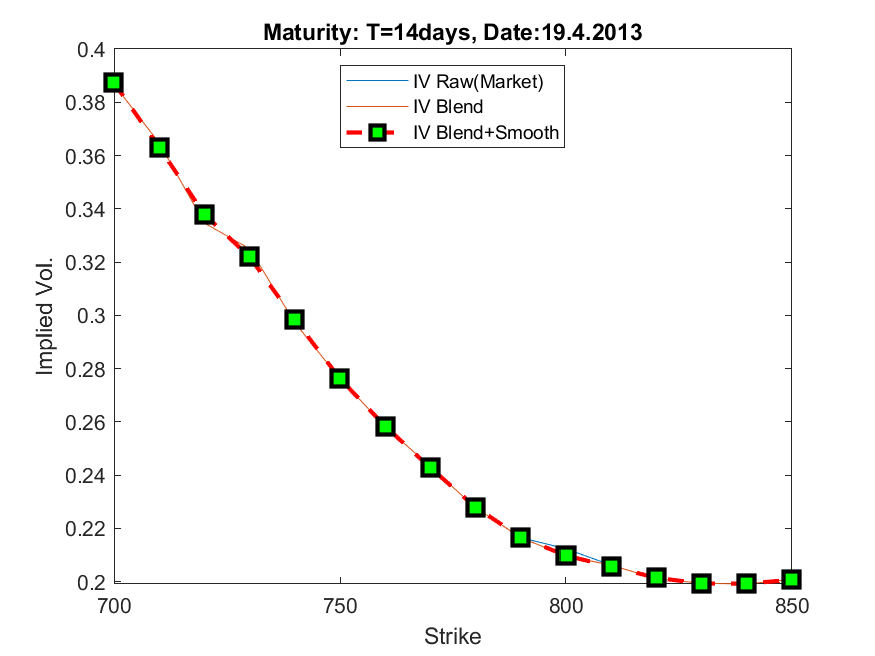 Maturity: T=14days, Date:19.4.2013
0.4
IV Raw(Market)
IV Blend
IV Blend+Smooth
0.38
0.36
0.34
0.32
0.3
0.28
0.26
0.24
0.22
0.2
Implied Vol.
700
750
800
850
Strike